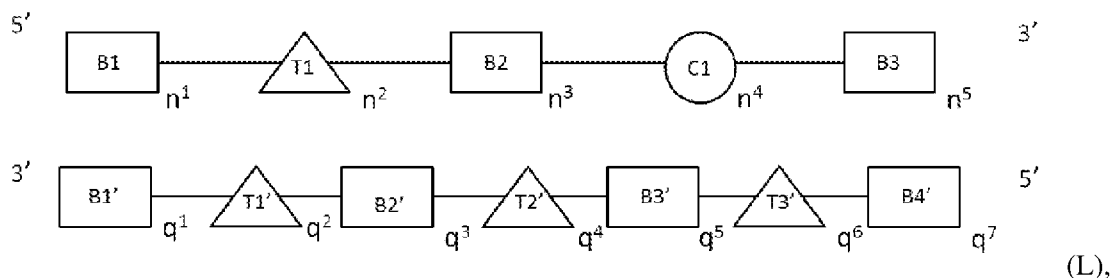 5′ B1 n¹ T1 n² B2 n³ C1 n⁴ B3 n⁵ 3′
3′ B1′ q¹ T1′ q² B2′ q³ T2′ q⁴ B3′ q⁵ T3′ q⁶ B4′ q⁷ 5′
(L),